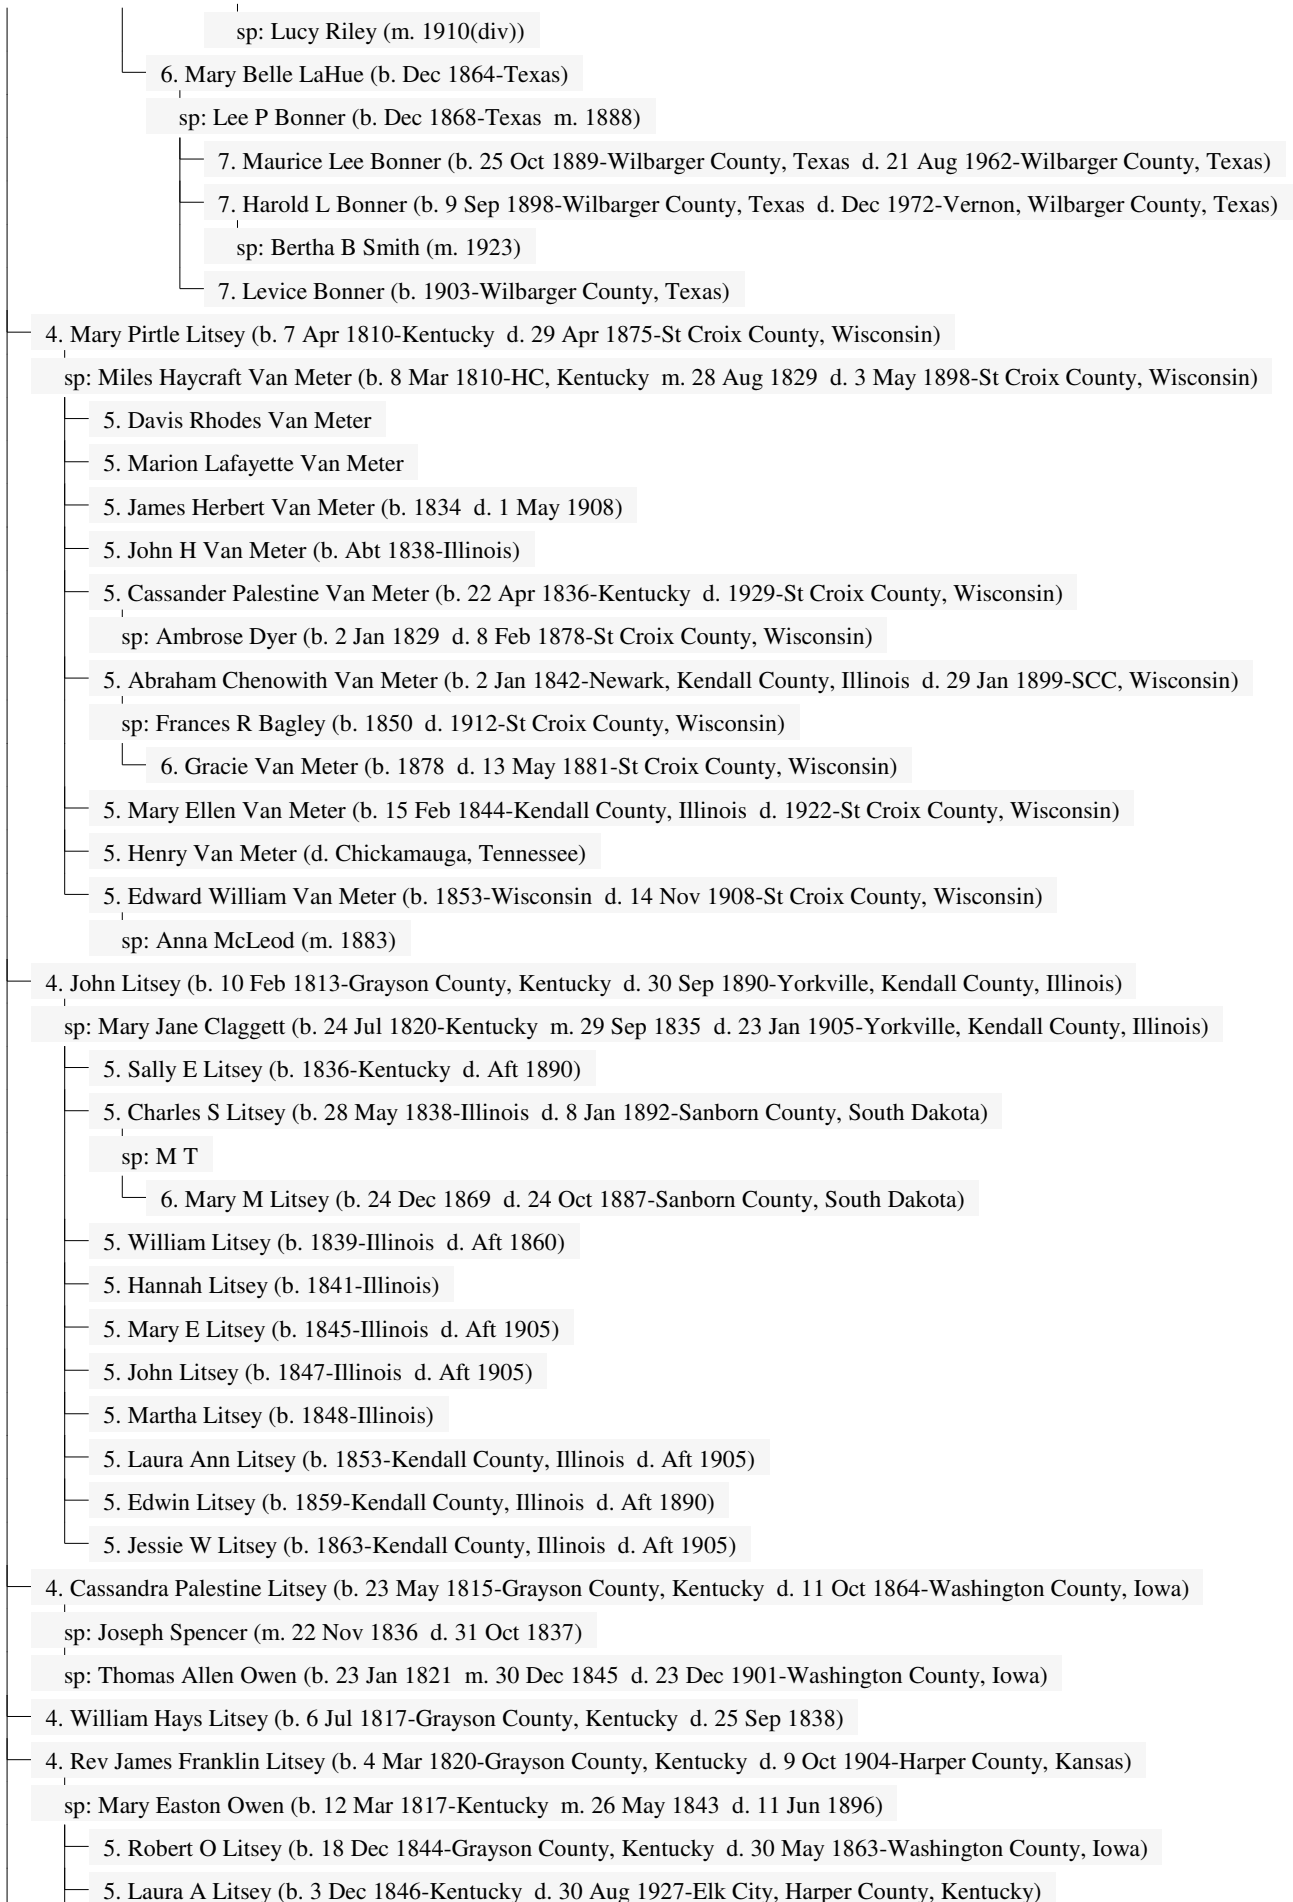 sp: Lucy Riley (m. 1910(div))
6. Mary Belle LaHue (b. Dec 1864-Texas)
sp: Lee P Bonner (b. Dec 1868-Texas m. 1888)
7. Maurice Lee Bonner (b. 25 Oct 1889-Wilbarger County, Texas d. 21 Aug 1962-Wilbarger County, Texas)
7. Harold L Bonner (b. 9 Sep 1898-Wilbarger County, Texas d. Dec 1972-Vernon, Wilbarger County, Texas)
sp: Bertha B Smith (m. 1923)
7. Levice Bonner (b. 1903-Wilbarger County, Texas)
4. Mary Pirtle Litsey (b. 7 Apr 1810-Kentucky d. 29 Apr 1875-St Croix County, Wisconsin)
sp: Miles Haycraft Van Meter (b. 8 Mar 1810-HC, Kentucky m. 28 Aug 1829 d. 3 May 1898-St Croix County, Wisconsin)
5. Davis Rhodes Van Meter
5. Marion Lafayette Van Meter
5. James Herbert Van Meter (b. 1834 d. 1 May 1908)
5. John H Van Meter (b. Abt 1838-Illinois)
5. Cassander Palestine Van Meter (b. 22 Apr 1836-Kentucky d. 1929-St Croix County, Wisconsin)
sp: Ambrose Dyer (b. 2 Jan 1829 d. 8 Feb 1878-St Croix County, Wisconsin)
5. Abraham Chenowith Van Meter (b. 2 Jan 1842-Newark, Kendall County, Illinois d. 29 Jan 1899-SCC, Wisconsin)
sp: Frances R Bagley (b. 1850 d. 1912-St Croix County, Wisconsin)
6. Gracie Van Meter (b. 1878 d. 13 May 1881-St Croix County, Wisconsin)
5. Mary Ellen Van Meter (b. 15 Feb 1844-Kendall County, Illinois d. 1922-St Croix County, Wisconsin)
5. Henry Van Meter (d. Chickamauga, Tennessee)
5. Edward William Van Meter (b. 1853-Wisconsin d. 14 Nov 1908-St Croix County, Wisconsin)
sp: Anna McLeod (m. 1883)
4. John Litsey (b. 10 Feb 1813-Grayson County, Kentucky d. 30 Sep 1890-Yorkville, Kendall County, Illinois)
sp: Mary Jane Claggett (b. 24 Jul 1820-Kentucky m. 29 Sep 1835 d. 23 Jan 1905-Yorkville, Kendall County, Illinois)
5. Sally E Litsey (b. 1836-Kentucky d. Aft 1890)
5. Charles S Litsey (b. 28 May 1838-Illinois d. 8 Jan 1892-Sanborn County, South Dakota)
sp: M T
6. Mary M Litsey (b. 24 Dec 1869 d. 24 Oct 1887-Sanborn County, South Dakota)
5. William Litsey (b. 1839-Illinois d. Aft 1860)
5. Hannah Litsey (b. 1841-Illinois)
5. Mary E Litsey (b. 1845-Illinois d. Aft 1905)
5. John Litsey (b. 1847-Illinois d. Aft 1905)
5. Martha Litsey (b. 1848-Illinois)
5. Laura Ann Litsey (b. 1853-Kendall County, Illinois d. Aft 1905)
5. Edwin Litsey (b. 1859-Kendall County, Illinois d. Aft 1890)
5. Jessie W Litsey (b. 1863-Kendall County, Illinois d. Aft 1905)
4. Cassandra Palestine Litsey (b. 23 May 1815-Grayson County, Kentucky d. 11 Oct 1864-Washington County, Iowa)
sp: Joseph Spencer (m. 22 Nov 1836 d. 31 Oct 1837)
sp: Thomas Allen Owen (b. 23 Jan 1821 m. 30 Dec 1845 d. 23 Dec 1901-Washington County, Iowa)
4. William Hays Litsey (b. 6 Jul 1817-Grayson County, Kentucky d. 25 Sep 1838)
4. Rev James Franklin Litsey (b. 4 Mar 1820-Grayson County, Kentucky d. 9 Oct 1904-Harper County, Kansas)
sp: Mary Easton Owen (b. 12 Mar 1817-Kentucky m. 26 May 1843 d. 11 Jun 1896)
5. Robert O Litsey (b. 18 Dec 1844-Grayson County, Kentucky d. 30 May 1863-Washington County, Iowa)
5. Laura A Litsey (b. 3 Dec 1846-Kentucky d. 30 Aug 1927-Elk City, Harper County, Kentucky)